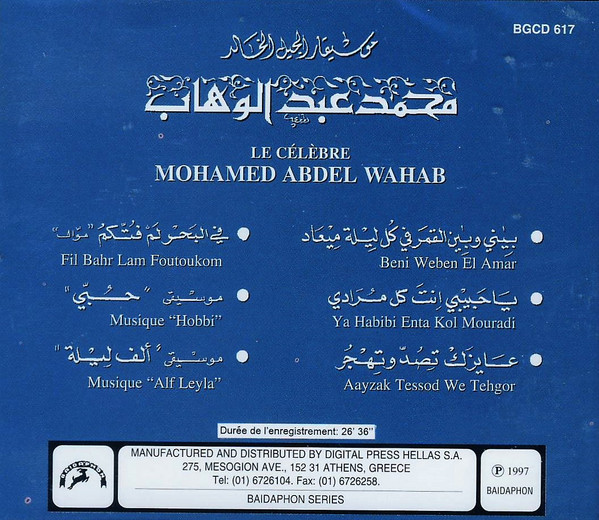 BGCD 617
موسيقار الجيل الخالد
محمد عبد الوهاب
LE CÉLÈBRE
MOHAMED ABDEL WAHAB
بيني وبين القمر في كل ليلة ميعاد
Beni Weben El Amar
يا حبيبي إنت كل مرادي
Ya Habibi Enta Kol Mouradi
عايزك تصد وتهجر
Aayzak Tessod We Tehgor
في البحر لم فتكم "موال"
Fil Bahr Lam Foutoukom
موسيقى "حبي"
Musique “Hobbi”
موسيقى "ألف ليلة"
Musique “Alf Leyla”
Durée de l'enregistrement: 26' 36''
BAIDAPHON
MANUFACTURED AND DISTRIBUTED BY DIGITAL PRESS HELLAS S.A.
275, MESOGION AVE., 152 31 ATHENS, GREECE
Tel: (01) 6726104. Fax: (01) 6726258.
BAIDAPHON SERIES
℗ 1997
BAIDAPHON